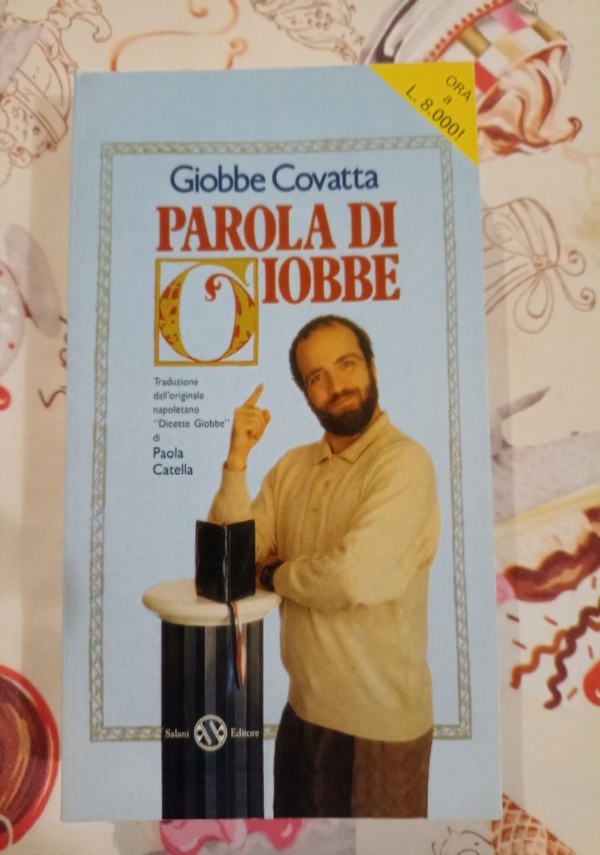 ORA
a
L. 8.000!
Giobbe Covatta
PAROLA DI
GIOBBE
Traduzione
dall'originale
napoletano
"Dicette Giobbe"
di
Paola
Catella
Salani Editore